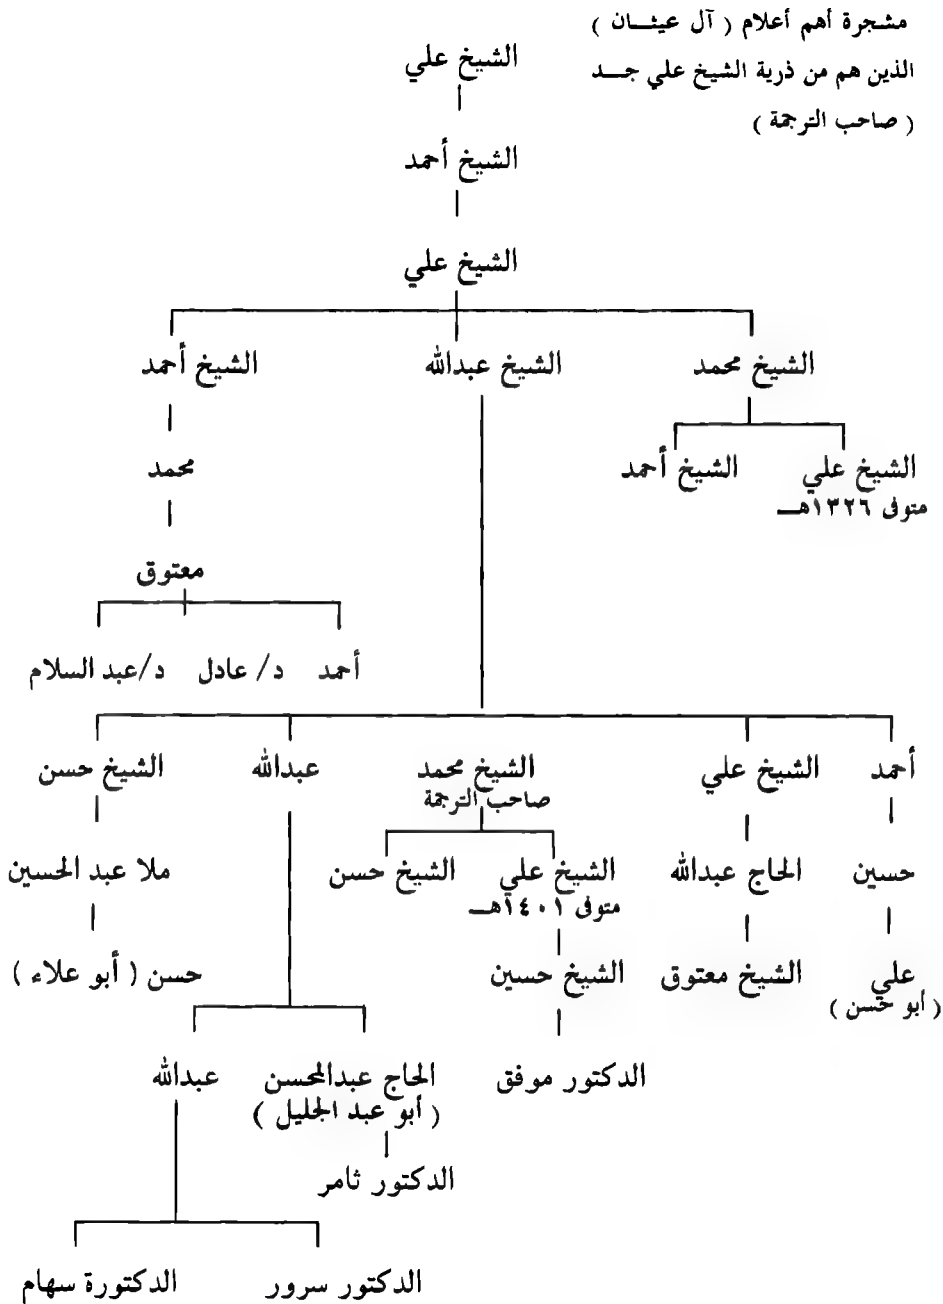 مشجرة أهم أعلام ( آل عيثـــان )
الذين هم من ذرية الشيخ علي جـــد
( صاحب الترجمة )
الشيخ علي
الشيخ أحمد
الشيخ علي
الشيخ محمد
الشيخ عبدالله
الشيخ أحمد
الشيخ علي
متوفى ١٣٢٦هـــ
الشيخ أحمد
محمد
معتوق
أحمد
د/ عادل
د/عبد السلام
أحمد
الشيخ علي
الشيخ محمد
صاحب الترجمة
عبدالله
الشيخ حسن
حسين
الحاج عبدالله
الشيخ علي
متوفى ١٤٠١هـــ
الشيخ حسن
ملا عبد الحسين
علي
( أبو حسن )
الشيخ معتوق
الشيخ حسين
حسن ( أبو علاء )
الدكتور موفق
الحاج عبدالمحسن
( أبو عبد الجليل )
عبدالله
الدكتور ثامر
الدكتور سرور
الدكتورة سهام